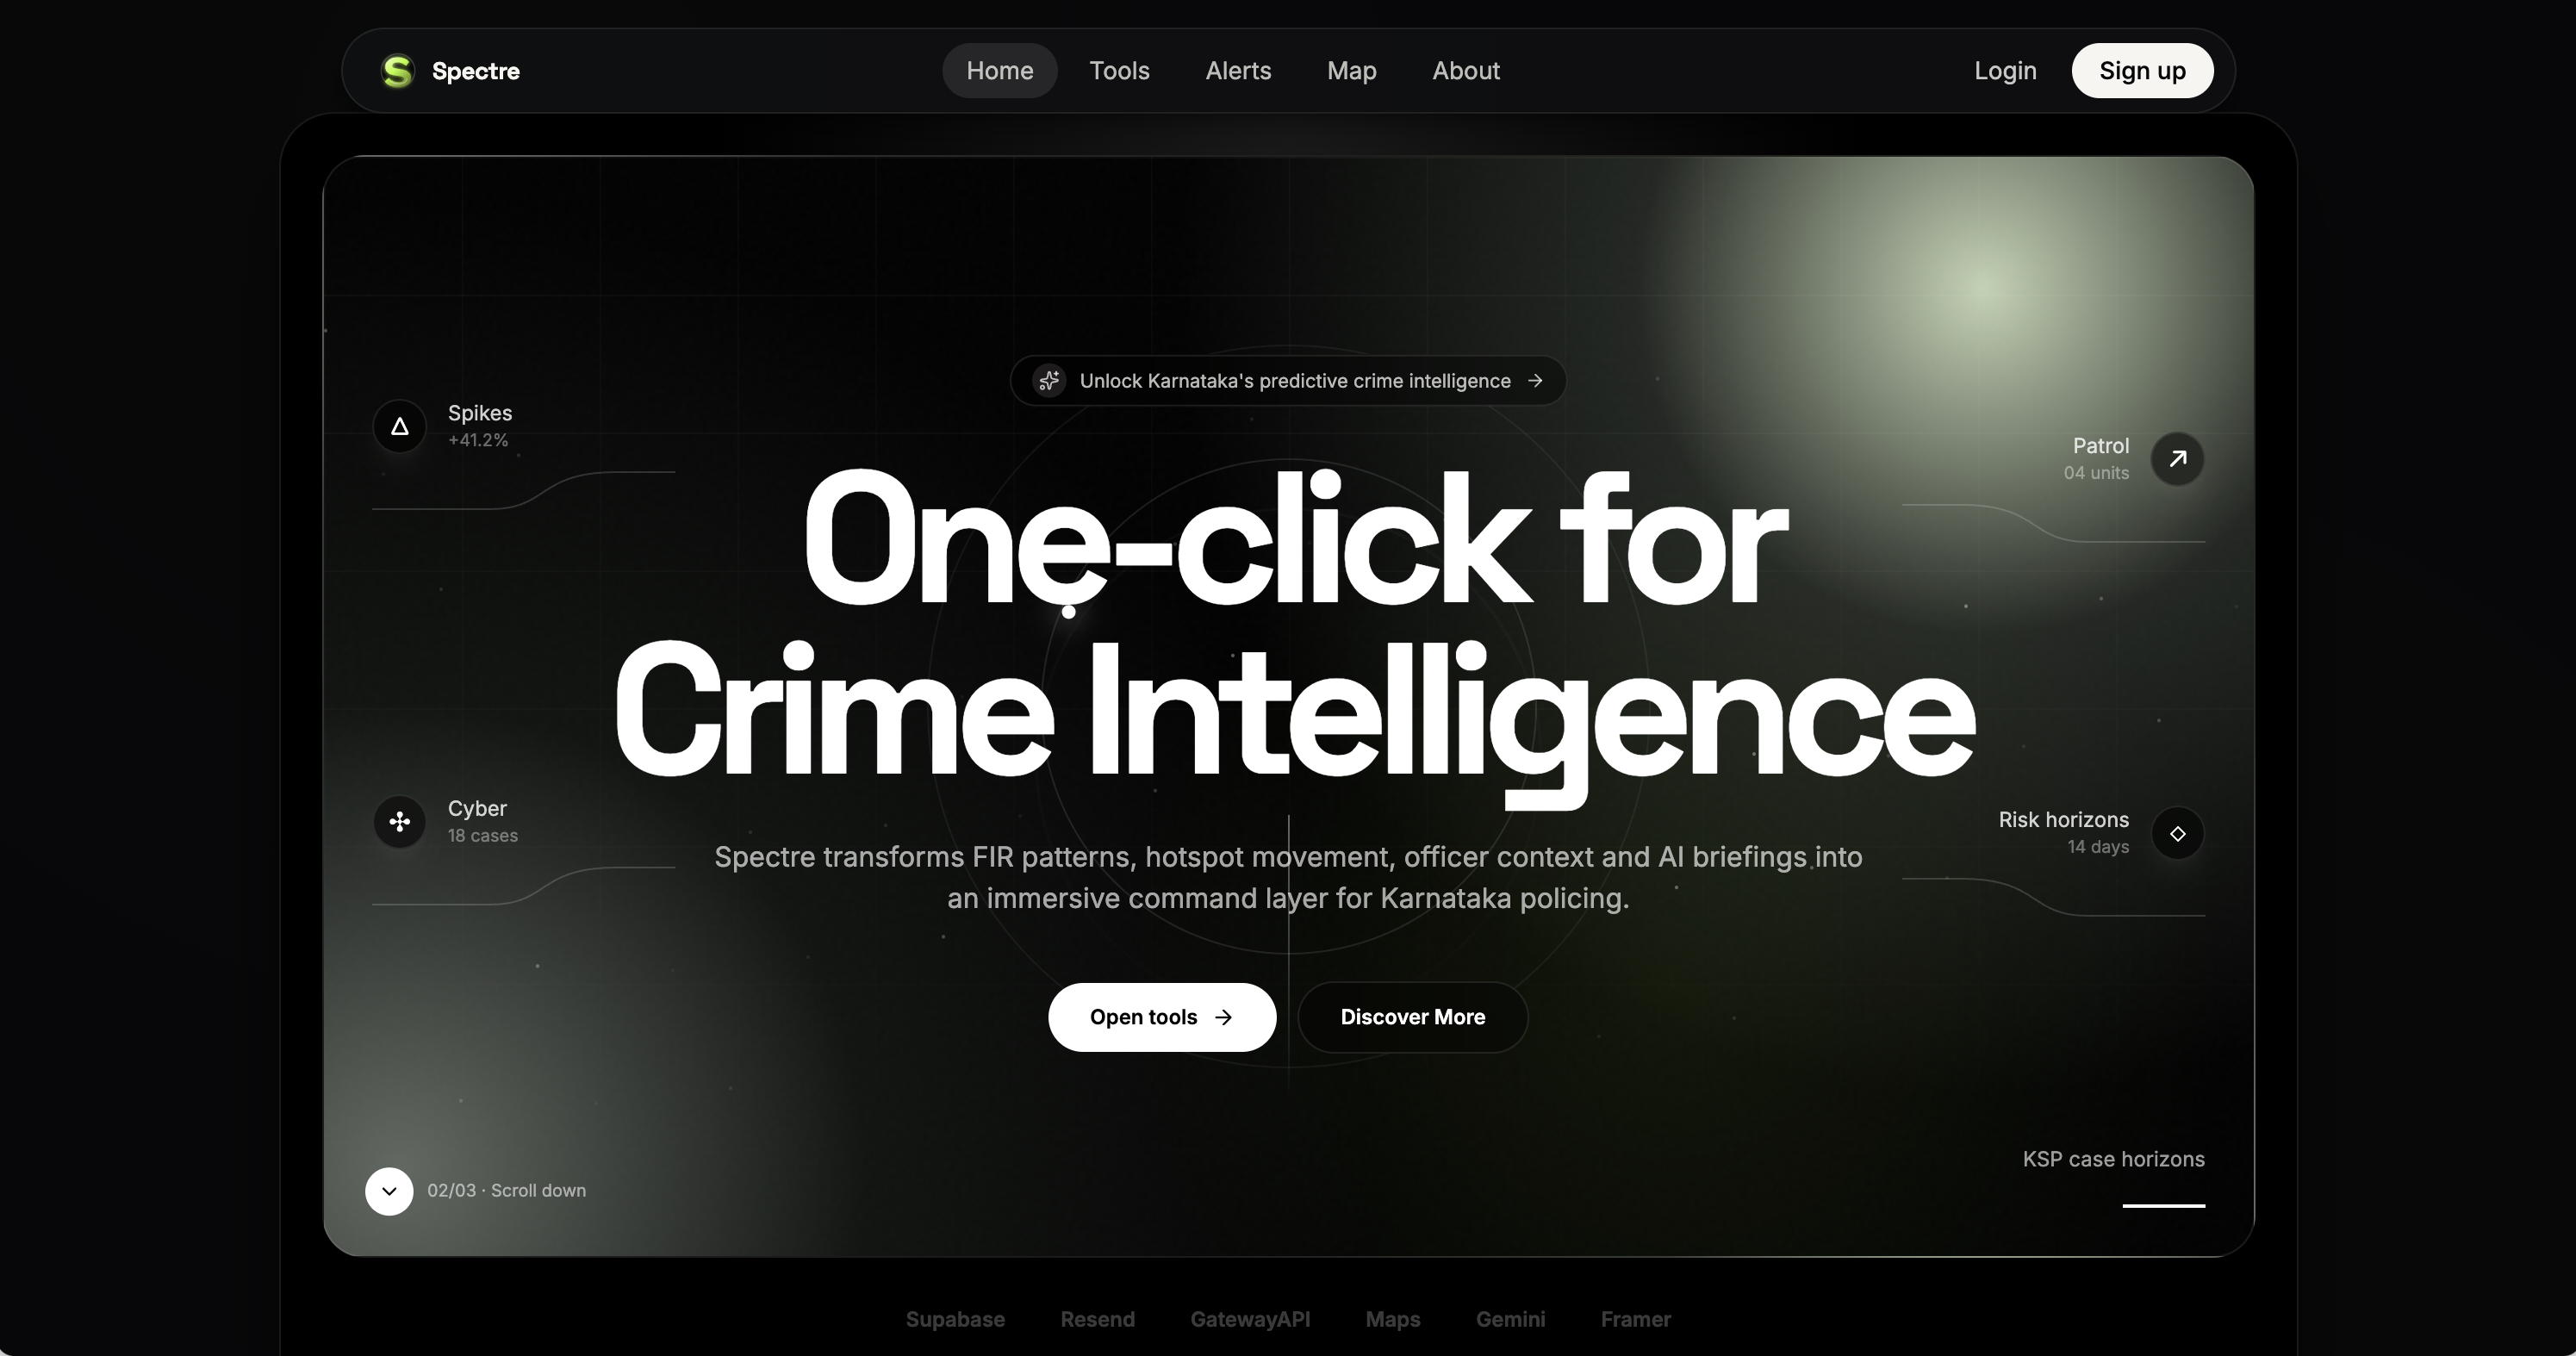 Spectre
Home Tools Alerts Map About
Login Sign up
Unlock Karnataka's predictive crime intelligence
Spikes
+41.2%
Patrol
04 units
One-click for
Crime Intelligence
Cyber
18 cases
Risk horizons
14 days
Spectre transforms FIR patterns, hotspot movement, officer context and AI briefings into
an immersive command layer for Karnataka policing.
Open tools
Discover More
KSP case horizons
02/03 · Scroll down
Supabase Resend GatewayAPI Maps Gemini Framer